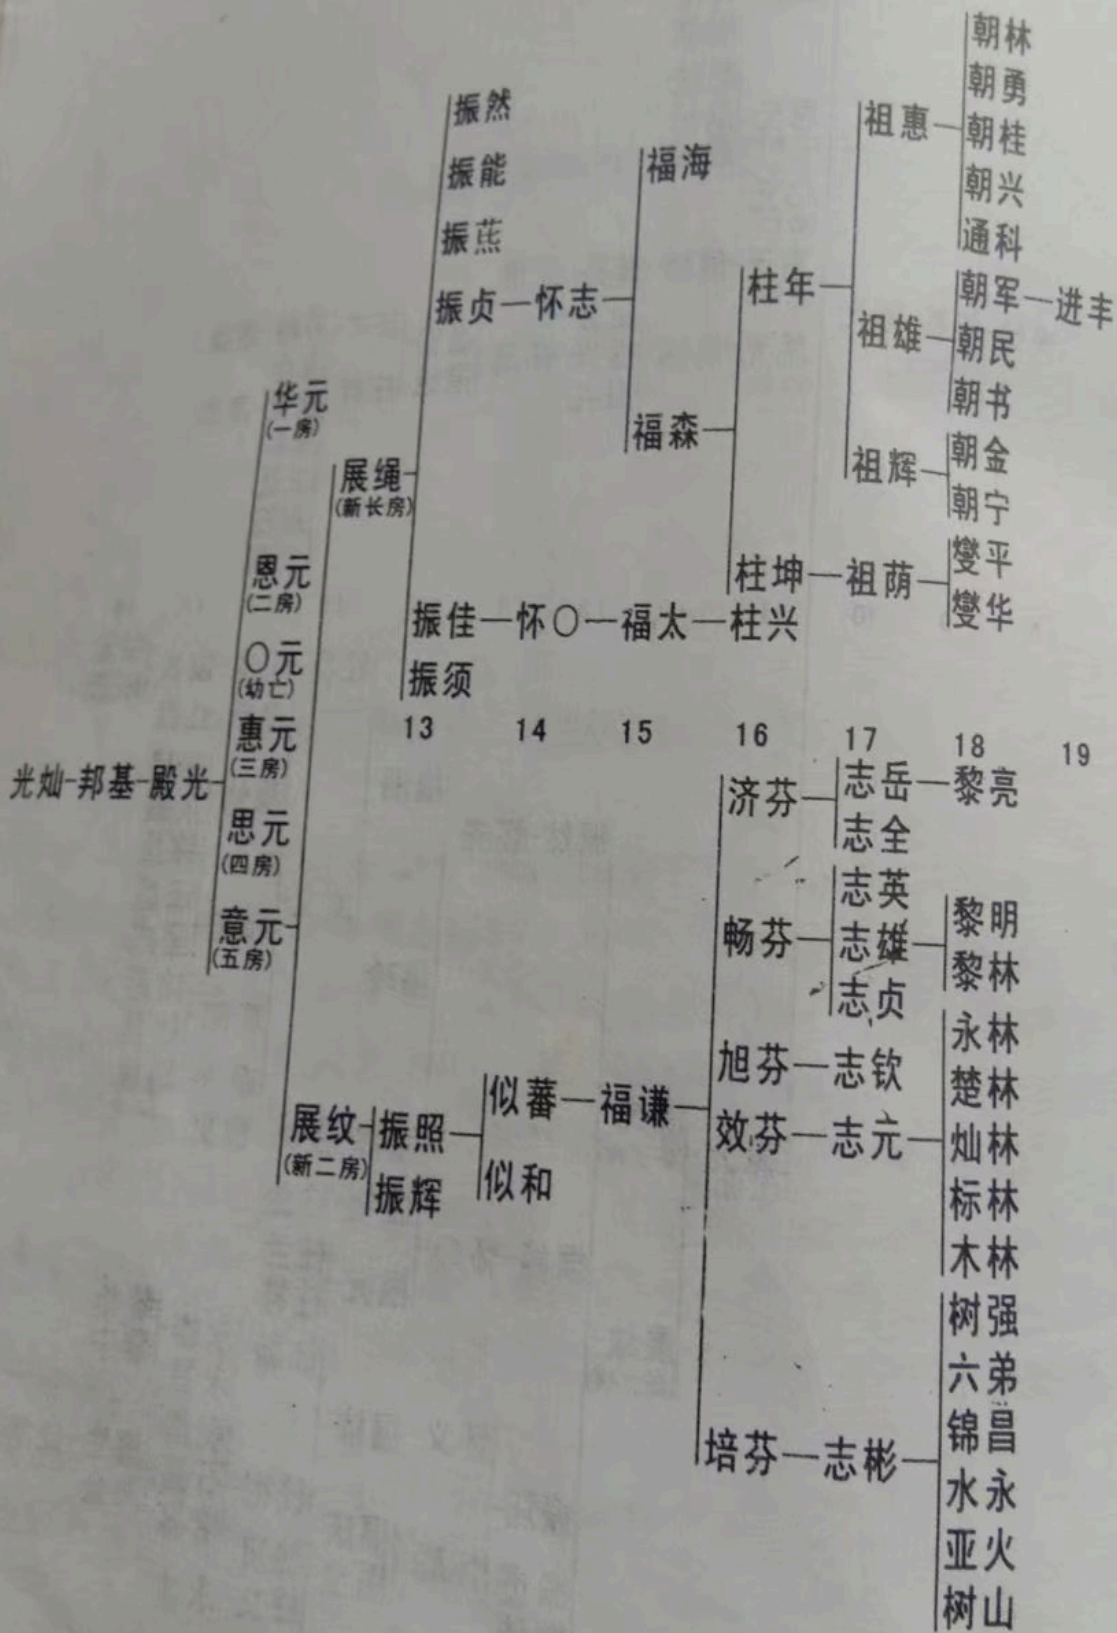 光灿-邦基-殿光
华元
(一房)
恩元
(二房)
〇元
(幼亡)
惠元
(三房)
思元
(四房)
意元
(五房)
展绳
(新长房)
振然
振能
振芪
振贞—怀志
福海
福森
柱年
祖惠
朝林
朝勇
朝桂
朝兴
通科
祖雄
朝军—进丰
朝民
朝书
祖辉
朝金
朝宁
柱坤—祖荫
燮平
燮华
振佳—怀〇—福太—柱兴
振须
13 14 15 16 17 18 19
展纹
(新二房)
振照
振辉
似蕃—福谦
似和
济芬
志岳—黎亮
志全
畅芬
志英
志雄
黎明
黎林
志贞
旭芬—志钦
效芬—志元
永林
楚林
灿林
标林
木林
培芬—志彬
树强
六弟
锦昌
水永
亚火
树山